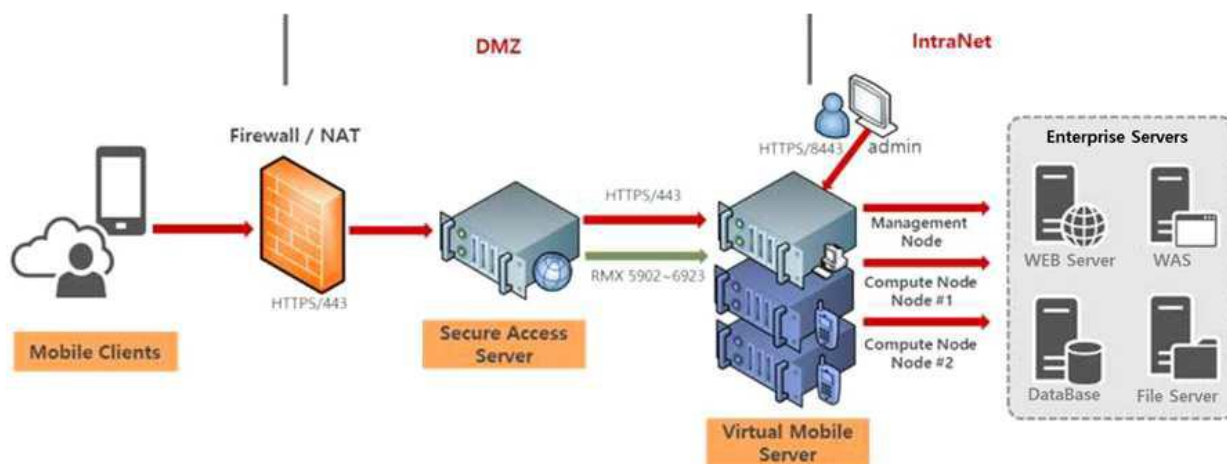 DMZ
IntraNet
Firewall / NAT
HTTPS/443
Mobile Clients
Secure Access
Server
HTTPS/443
RMX 5902~6923
HTTPS/8443
admin
Management
Node
Compute Node
Node #1
Compute Node
Node #2
Virtual Mobile
Server
Enterprise Servers
WEB Server
WAS
DataBase
File Server